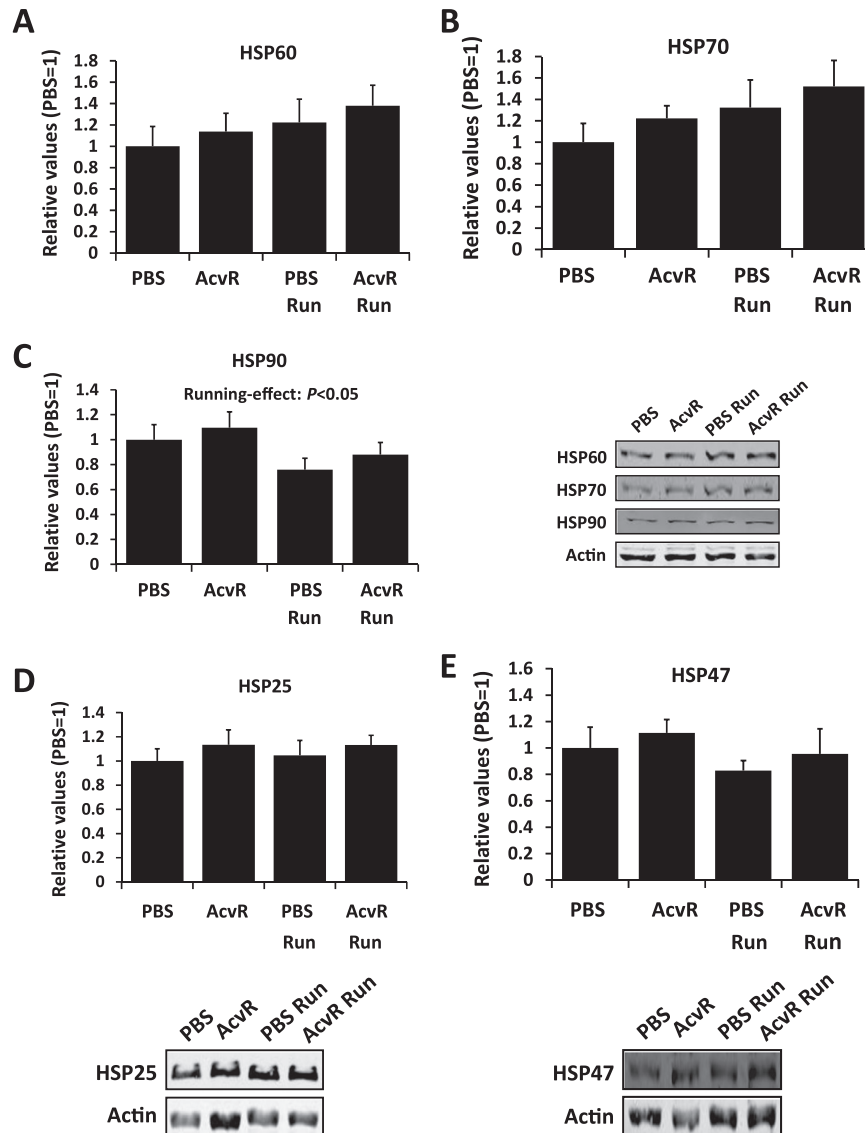 A
HSP60
Relative values (PBS=1)
1.8
1.6
1.4
1.2
1
0.8
0.6
0.4
0.2
0
PBS AcvR PBS Run AcvR Run
B
HSP70
Relative values (PBS=1)
1.8
1.6
1.4
1.2
1
0.8
0.6
0.4
0.2
0
PBS AcvR PBS Run AcvR Run
C
HSP90
Running-effect: P<0.05
Relative values (PBS=1)
1.4
1.2
1
0.8
0.6
0.4
0.2
0
PBS AcvR PBS Run AcvR Run
PBS AcvR PBS Run AcvR Run
HSP60
HSP70
HSP90
Actin
D
HSP25
Relative values (PBS=1)
1.4
1.2
1
0.8
0.6
0.4
0.2
0
PBS AcvR PBS Run AcvR Run
PBS AcvR PBS Run AcvR Run
HSP25
Actin
E
HSP47
Relative values (PBS=1)
1.6
1.4
1.2
1
0.8
0.6
0.4
0.2
0
PBS AcvR PBS Run AcvR Run
PBS AcvR PBS Run AcvR Run
HSP47
Actin